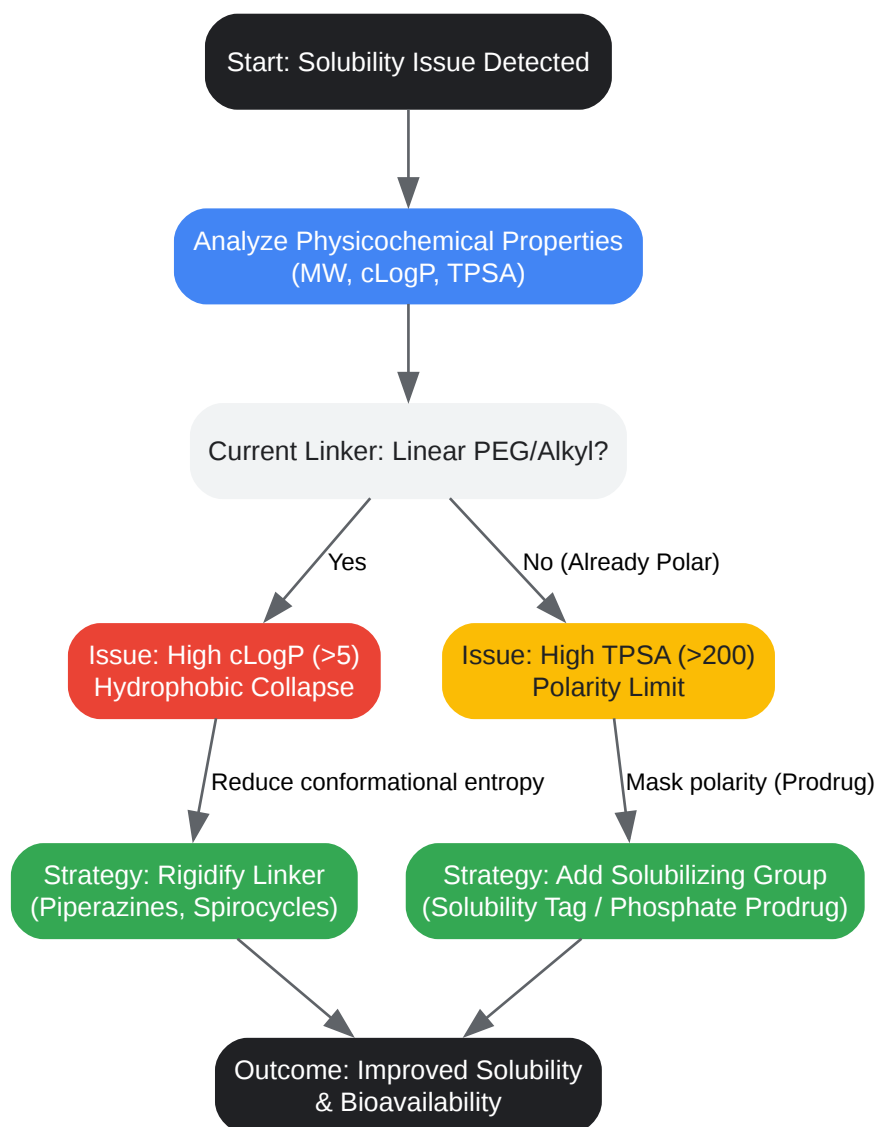 Start: Solubility Issue Detected
Analyze Physicochemical Properties
(MW, cLogP, TPSA)
Current Linker: Linear PEG/Alkyl?
Yes
No (Already Polar)
Issue: High cLogP (>5)
Hydrophobic Collapse
Issue: High TPSA (>200)
Polarity Limit
Reduce conformational entropy
Mask polarity (Prodrug)
Strategy: Rigidify Linker
(Piperazines, Spirocycles)
Strategy: Add Solubilizing Group
(Solubility Tag / Phosphate Prodrug)
Outcome: Improved Solubility
& Bioavailability